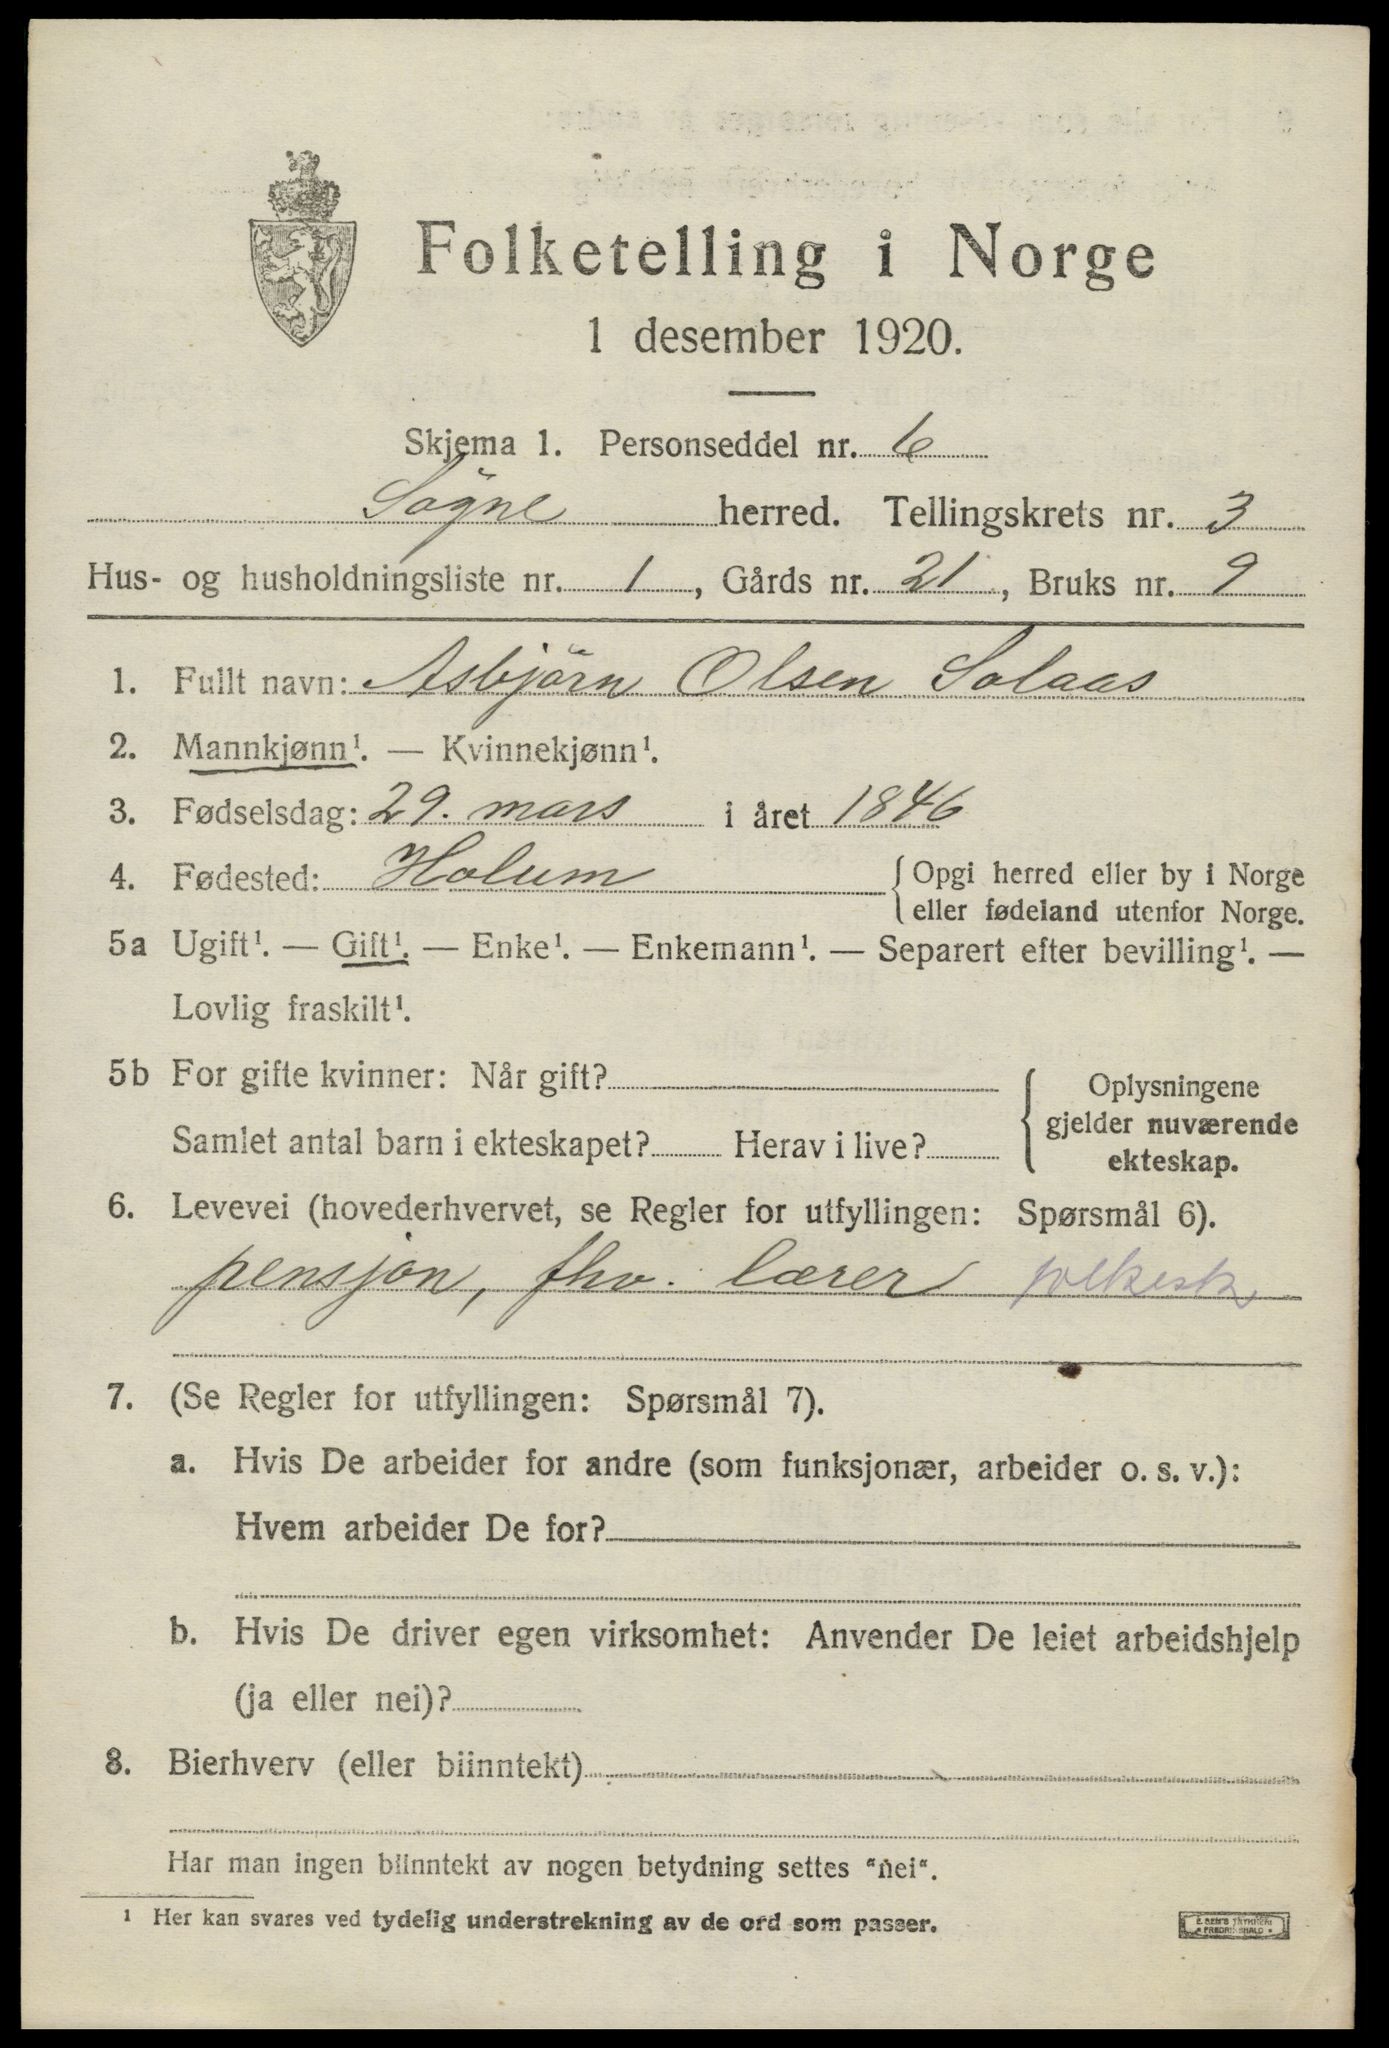 Folketelling i Norge
1 desember 1920.
Skjema 1. Personseddel nr. 6
Søgne herred. Tellingskrets nr. 3
Hus- og husholdningsliste nr. 1, Gårds nr. 21, Bruks nr. 9
1. Fullt navn: Asbjörn Olsen Solaas
2. Mannkjønn¹. — Kvinnekjønn¹.
3. Fødselsdag: 29. mars i året 1846
4. Fødested: Holum { Opgi herred eller by i Norge
eller fødeland utenfor Norge.
5a Ugift¹. — Gift¹. — Enke¹. — Enkemann¹. — Separert efter bevilling¹. —
Lovlig fraskilt¹.
5b For gifte kvinner: Når gift? { Oplysningene
gjelder nuværende
Samlet antal barn i ekteskapet? Herav i live?
ekteskap.
6. Levevei (hovederhvervet, se Regler for utfyllingen: Spørsmål 6).
pensjon, fhv. lærer folkesk
7. (Se Regler for utfyllingen: Spørsmål 7).
a. Hvis De arbeider for andre (som funksjonær, arbeider o. s. v.):
Hvem arbeider De for?
b. Hvis De driver egen virksomhet: Anvender De leiet arbeidshjelp
(ja eller nei)?
8. Bierhverv (eller biinntekt)
Har man ingen biinntekt av nogen betydning settes "nei".
¹ Her kan svares ved tydelig understrekning av de ord som passer.